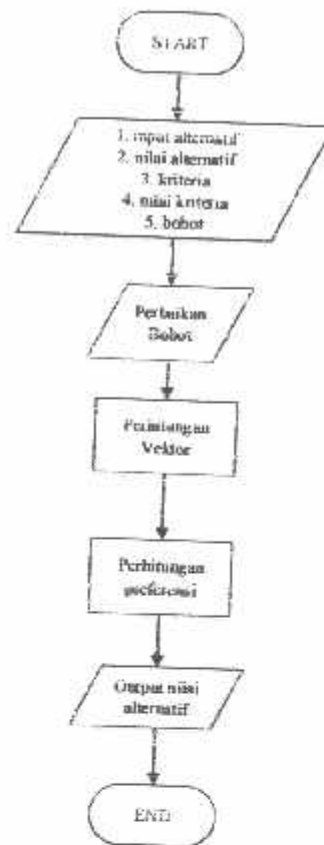 START
1. input alternatif
2. nilai alternatif
3. kriteria
4. nilai kriteria
5. bobot
Perbaikan
Bobot
Perhitungan
Vektor
Perhitungan
preferensi
Output nilai
alternatif
END